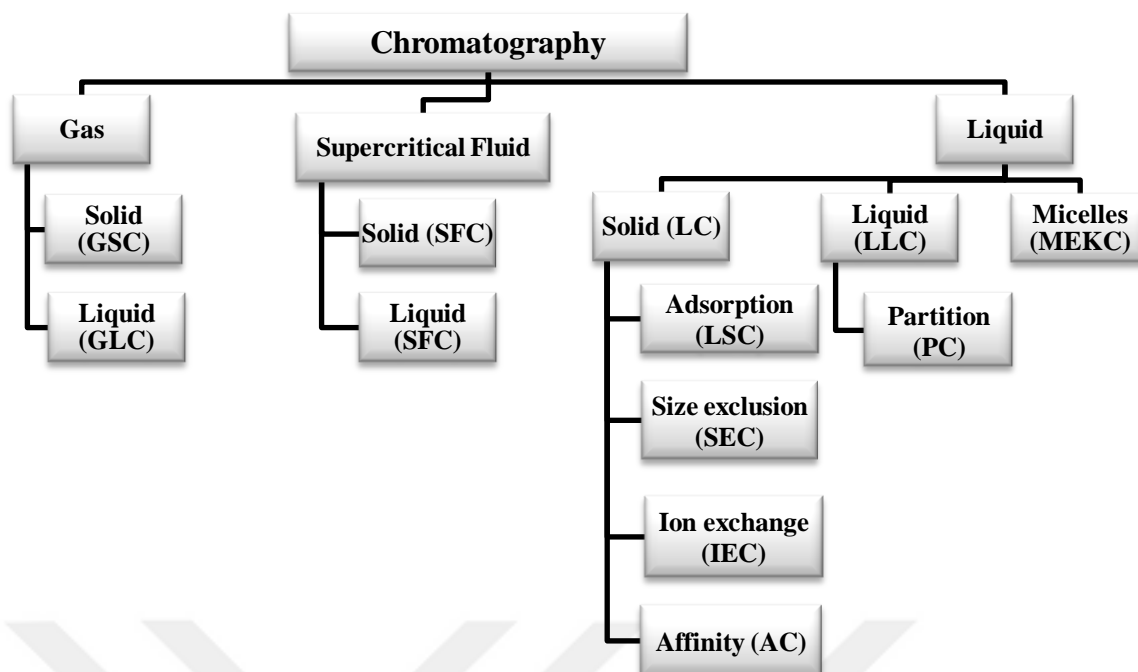 Chromatography
Gas
Supercritical Fluid
Liquid
Solid
(GSC)
Liquid
(GLC)
Solid (SFC)
Liquid
(SFC)
Solid (LC)
Liquid
(LLC)
Micelles
(MEKC)
Adsorption
(LSC)
Size exclusion
(SEC)
Ion exchange
(IEC)
Affinity (AC)
Partition
(PC)